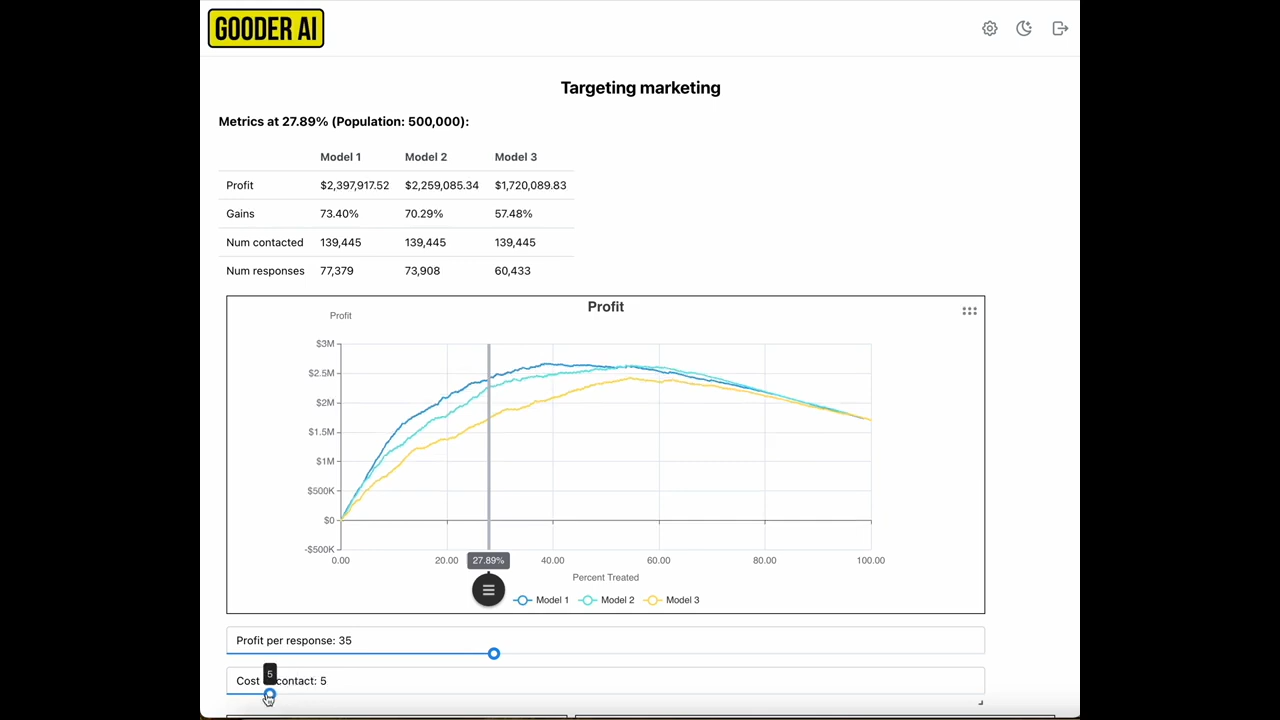 GOODER AI
Targeting marketing
Metrics at 27.89% (Population: 500,000):
Model 1 Model 2 Model 3
Profit $2,397,917.52 $2,259,085.34 $1,720,089.83
Gains 73.40% 70.29% 57.48%
Num contacted 139,445 139,445 139,445
Num responses 77,379 73,908 60,433
Profit
Profit
$3M
$2.5M
$2M
$1.5M
$1M
$500K
$0
-$500K
0.00 20.00 27.89% 40.00 60.00 80.00 100.00
Percent Treated
Model 1 Model 2 Model 3
Profit per response: 35
5
Cost contact: 5